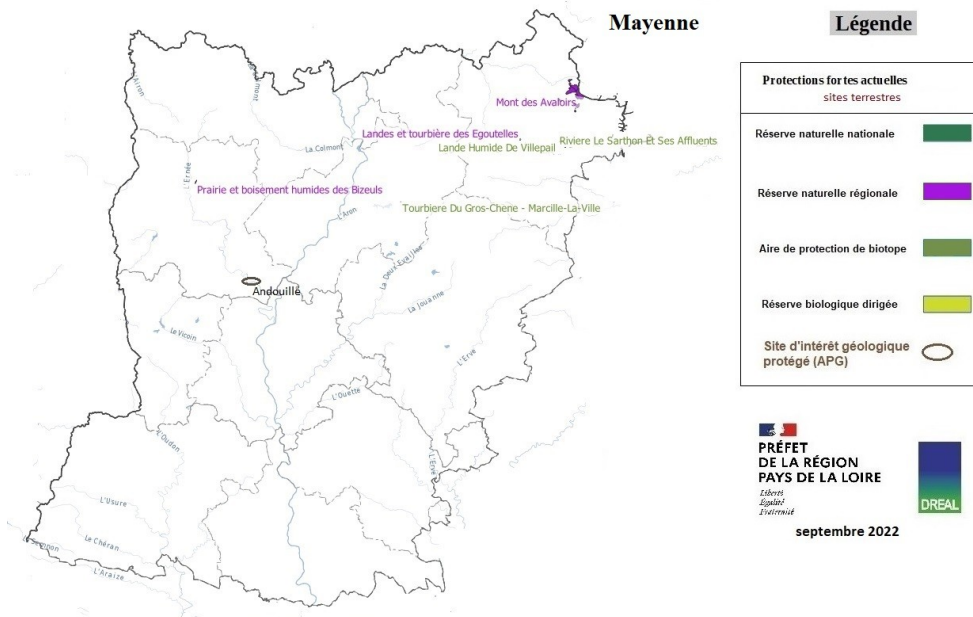 Mayenne
Légende
Protections fortes actuelles
sites terrestres
Réserve naturelle nationale
Réserve naturelle régionale
Aire de protection de biotope
Réserve biologique dirigée
Site d'intérêt géologique
protégé (APG)
PRÉFET
DE LA RÉGION
PAYS DE LA LOIRE
Liberté
Égalité
Fraternité
DREAL
septembre 2022
Mont des Avaloirs
Landes et tourbière des Egoutelles
Riviere Le Sarthon Et Ses Affluents
Lande Humide De Villepail
La Colmont
L'Ernée
Prairie et boisement humides des Bizeuls
Tourbiere Du Gros-Chene - Marcille-La-Ville
L'Aron
La Deux Evailles
Andouillé
La Jouanne
Le Vicoin
L'Erve
L'Ouette
L'Oudon
L'Erve
L'Usure
Le Chéran
L'Araize